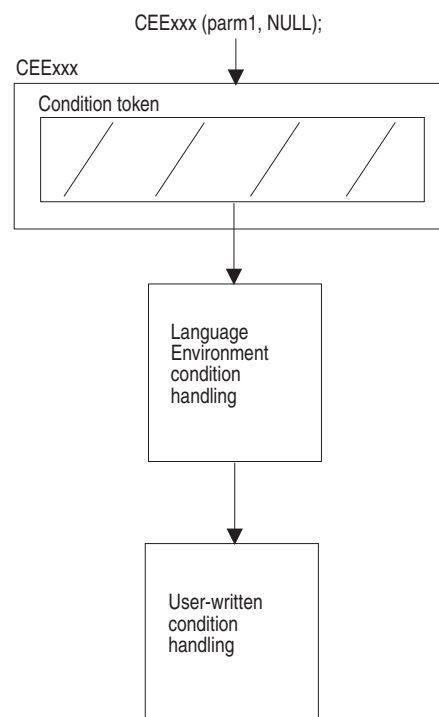 CEExxx (parm1, NULL);
CEExxx
Condition token
Language
Environment
condition
handling
User-written
condition
handling